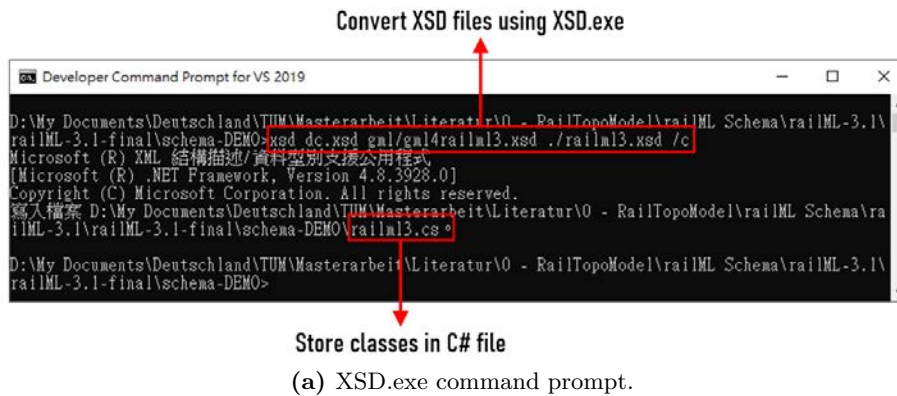 Convert XSD files using XSD.exe
Developer Command Prompt for VS 2019
D:\My Documents\Deutschland\TUM\Masterarbeit\Literatur\0 - RailTopoModel\railML Schema\railML-3.1\
railML-3.1-final\schema-DEMO>xsd dc.xsd gml/gml4railml3.xsd ./railml3.xsd /c
Microsoft (R) XML 結構描述/資料型別支援公用程式
[Microsoft (R) .NET Framework, Version 4.8.3928.0]
Copyright (C) Microsoft Corporation. All rights reserved.
寫入檔案 D:\My Documents\Deutschland\TUM\Masterarbeit\Literatur\0 - RailTopoModel\railML Schema\ra
ilML-3.1\railML-3.1-final\schema-DEMO\railml3.cs。
D:\My Documents\Deutschland\TUM\Masterarbeit\Literatur\0 - RailTopoModel\railML Schema\railML-3.1\
railML-3.1-final\schema-DEMO>
Store classes in C# file
(a) XSD.exe command prompt.